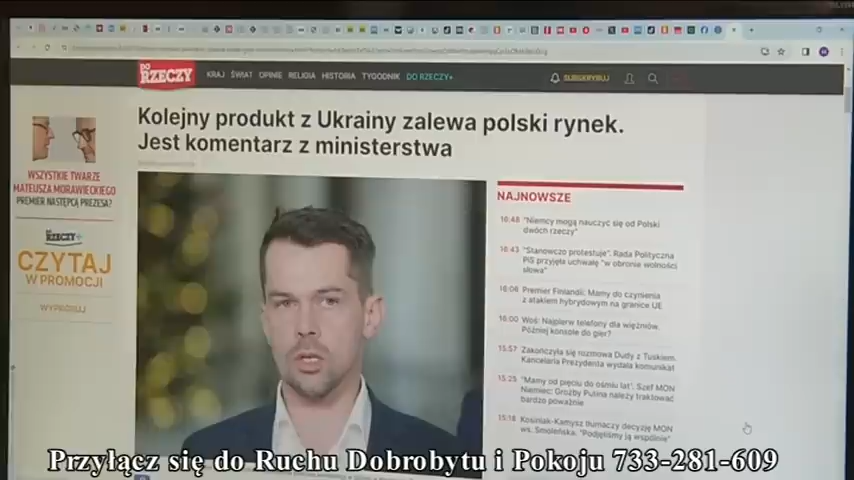 DO RZECZY
KRAJ ŚWIAT OPINIE RELIGIA HISTORIA TYGODNIK DO RZECZY+
SUBSKRYBUJ
Kolejny produkt z Ukrainy zalewa polski rynek.
Jest komentarz z ministerstwa
WSZYSTKIE TWARZE
MATEUSZA MORAWIECKIEGO
PREMIER NASTĘPCĄ PREZESA?
DO RZECZY+
CZYTAJ
W PROMOCJI
WYPRÓBUJ
NAJNOWSZE
16:48 "Niemcy mogą nauczyć się od Polski
dwóch rzeczy"
16:43 "Stanowczo protestuje". Rada Polityczna
PiS przyjęła uchwałę "w obronie wolności
słowa"
16:06 Premier Finlandii: Mamy do czynienia
z atakiem hybrydowym na granice UE
16:00 Woś: Najpierw telefony dla więźniów.
Później konsole do gier?
15:57 Zakończyła się rozmowa Dudy z Tuskiem.
Kancelaria Prezydenta wydała komunikat
15:25 "Mamy od pięciu do ośmiu lat". Szef MON
Niemiec: Groźby Putina należy traktować
bardzo poważnie
15:18 Kosiniak-Kamysz tłumaczy decyzję MON
ws. Smoleńska. "Podjęliśmy ją wspólnie"
Przyłącz się do Ruchu Dobrobytu i Pokoju 733-281-609